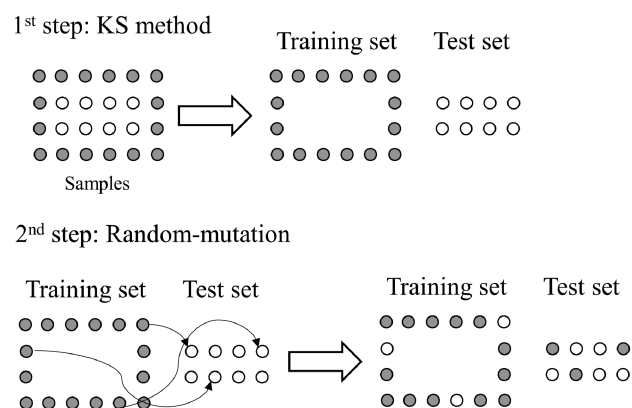 1st step: KS method
Training set Test set
Samples
2nd step: Random-mutation
Training set Test set
Training set Test set